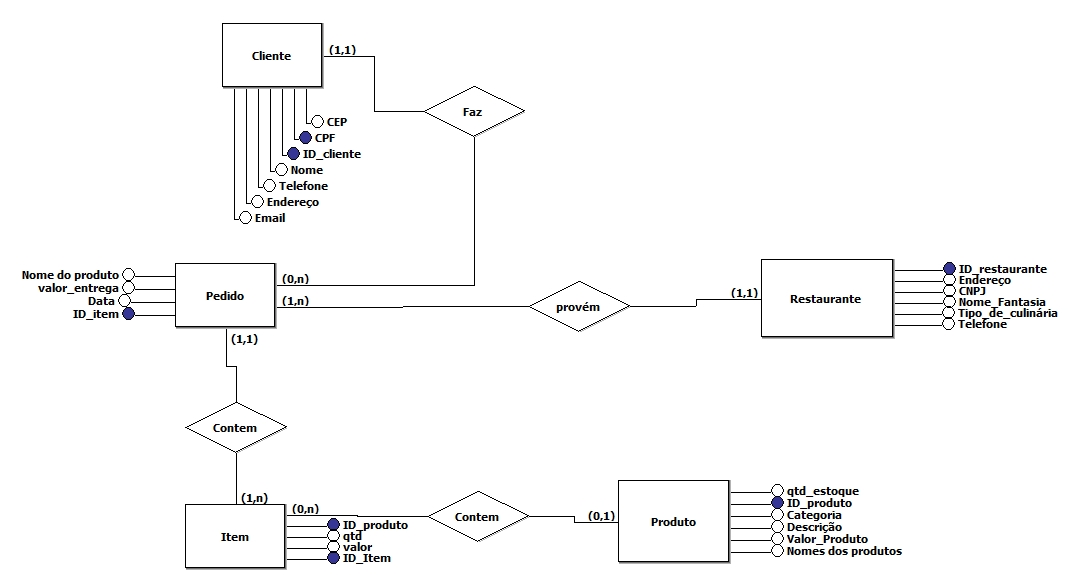 Cliente
(1,1)
Faz
CEP
CPF
ID_cliente
Nome
Telefone
Endereço
Email
Nome do produto
valor_entrega
Data
ID_item
Pedido
(0,n)
(1,n)
(1,1)
provém
(1,1)
Restaurante
ID_restaurante
Endereço
CNPJ
Nome_Fantasia
Tipo_de_culinária
Telefone
Contem
(1,n)
Item
(0,n)
ID_produto
qtd
valor
ID_Item
Contem
(0,1)
Produto
qtd_estoque
ID_produto
Categoria
Descrição
Valor_Produto
Nomes dos produtos